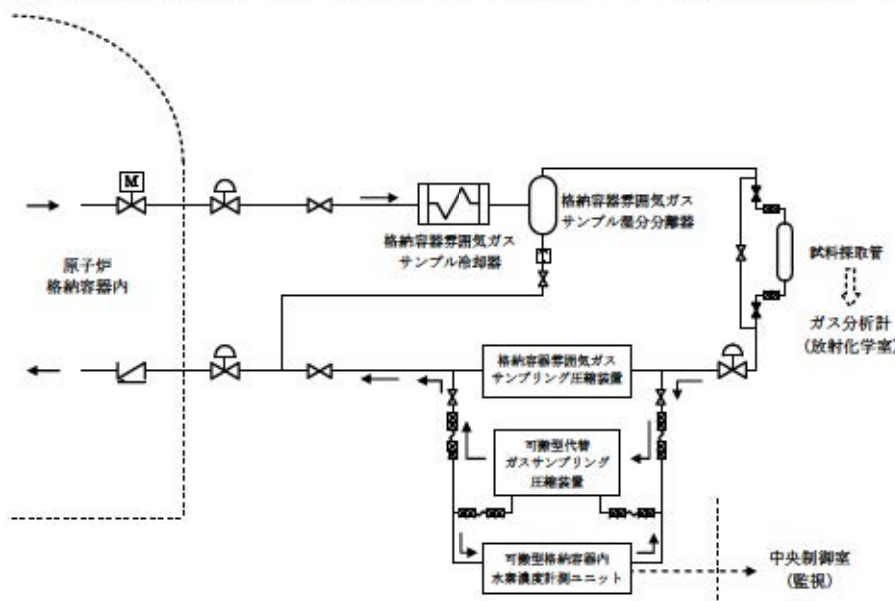 M
格納容器雰囲気ガス
サンプル湿分分離器
格納容器雰囲気ガス
サンプル冷却器
原子炉
格納容器内
試料採取管
ガス分析計
(放射化学室)
格納容器雰囲気ガス
サンプリング圧縮装置
可搬型代替
ガスサンプリング
圧縮装置
可搬型格納容器内
水素濃度計測ユニット
中央制御室
(監視)